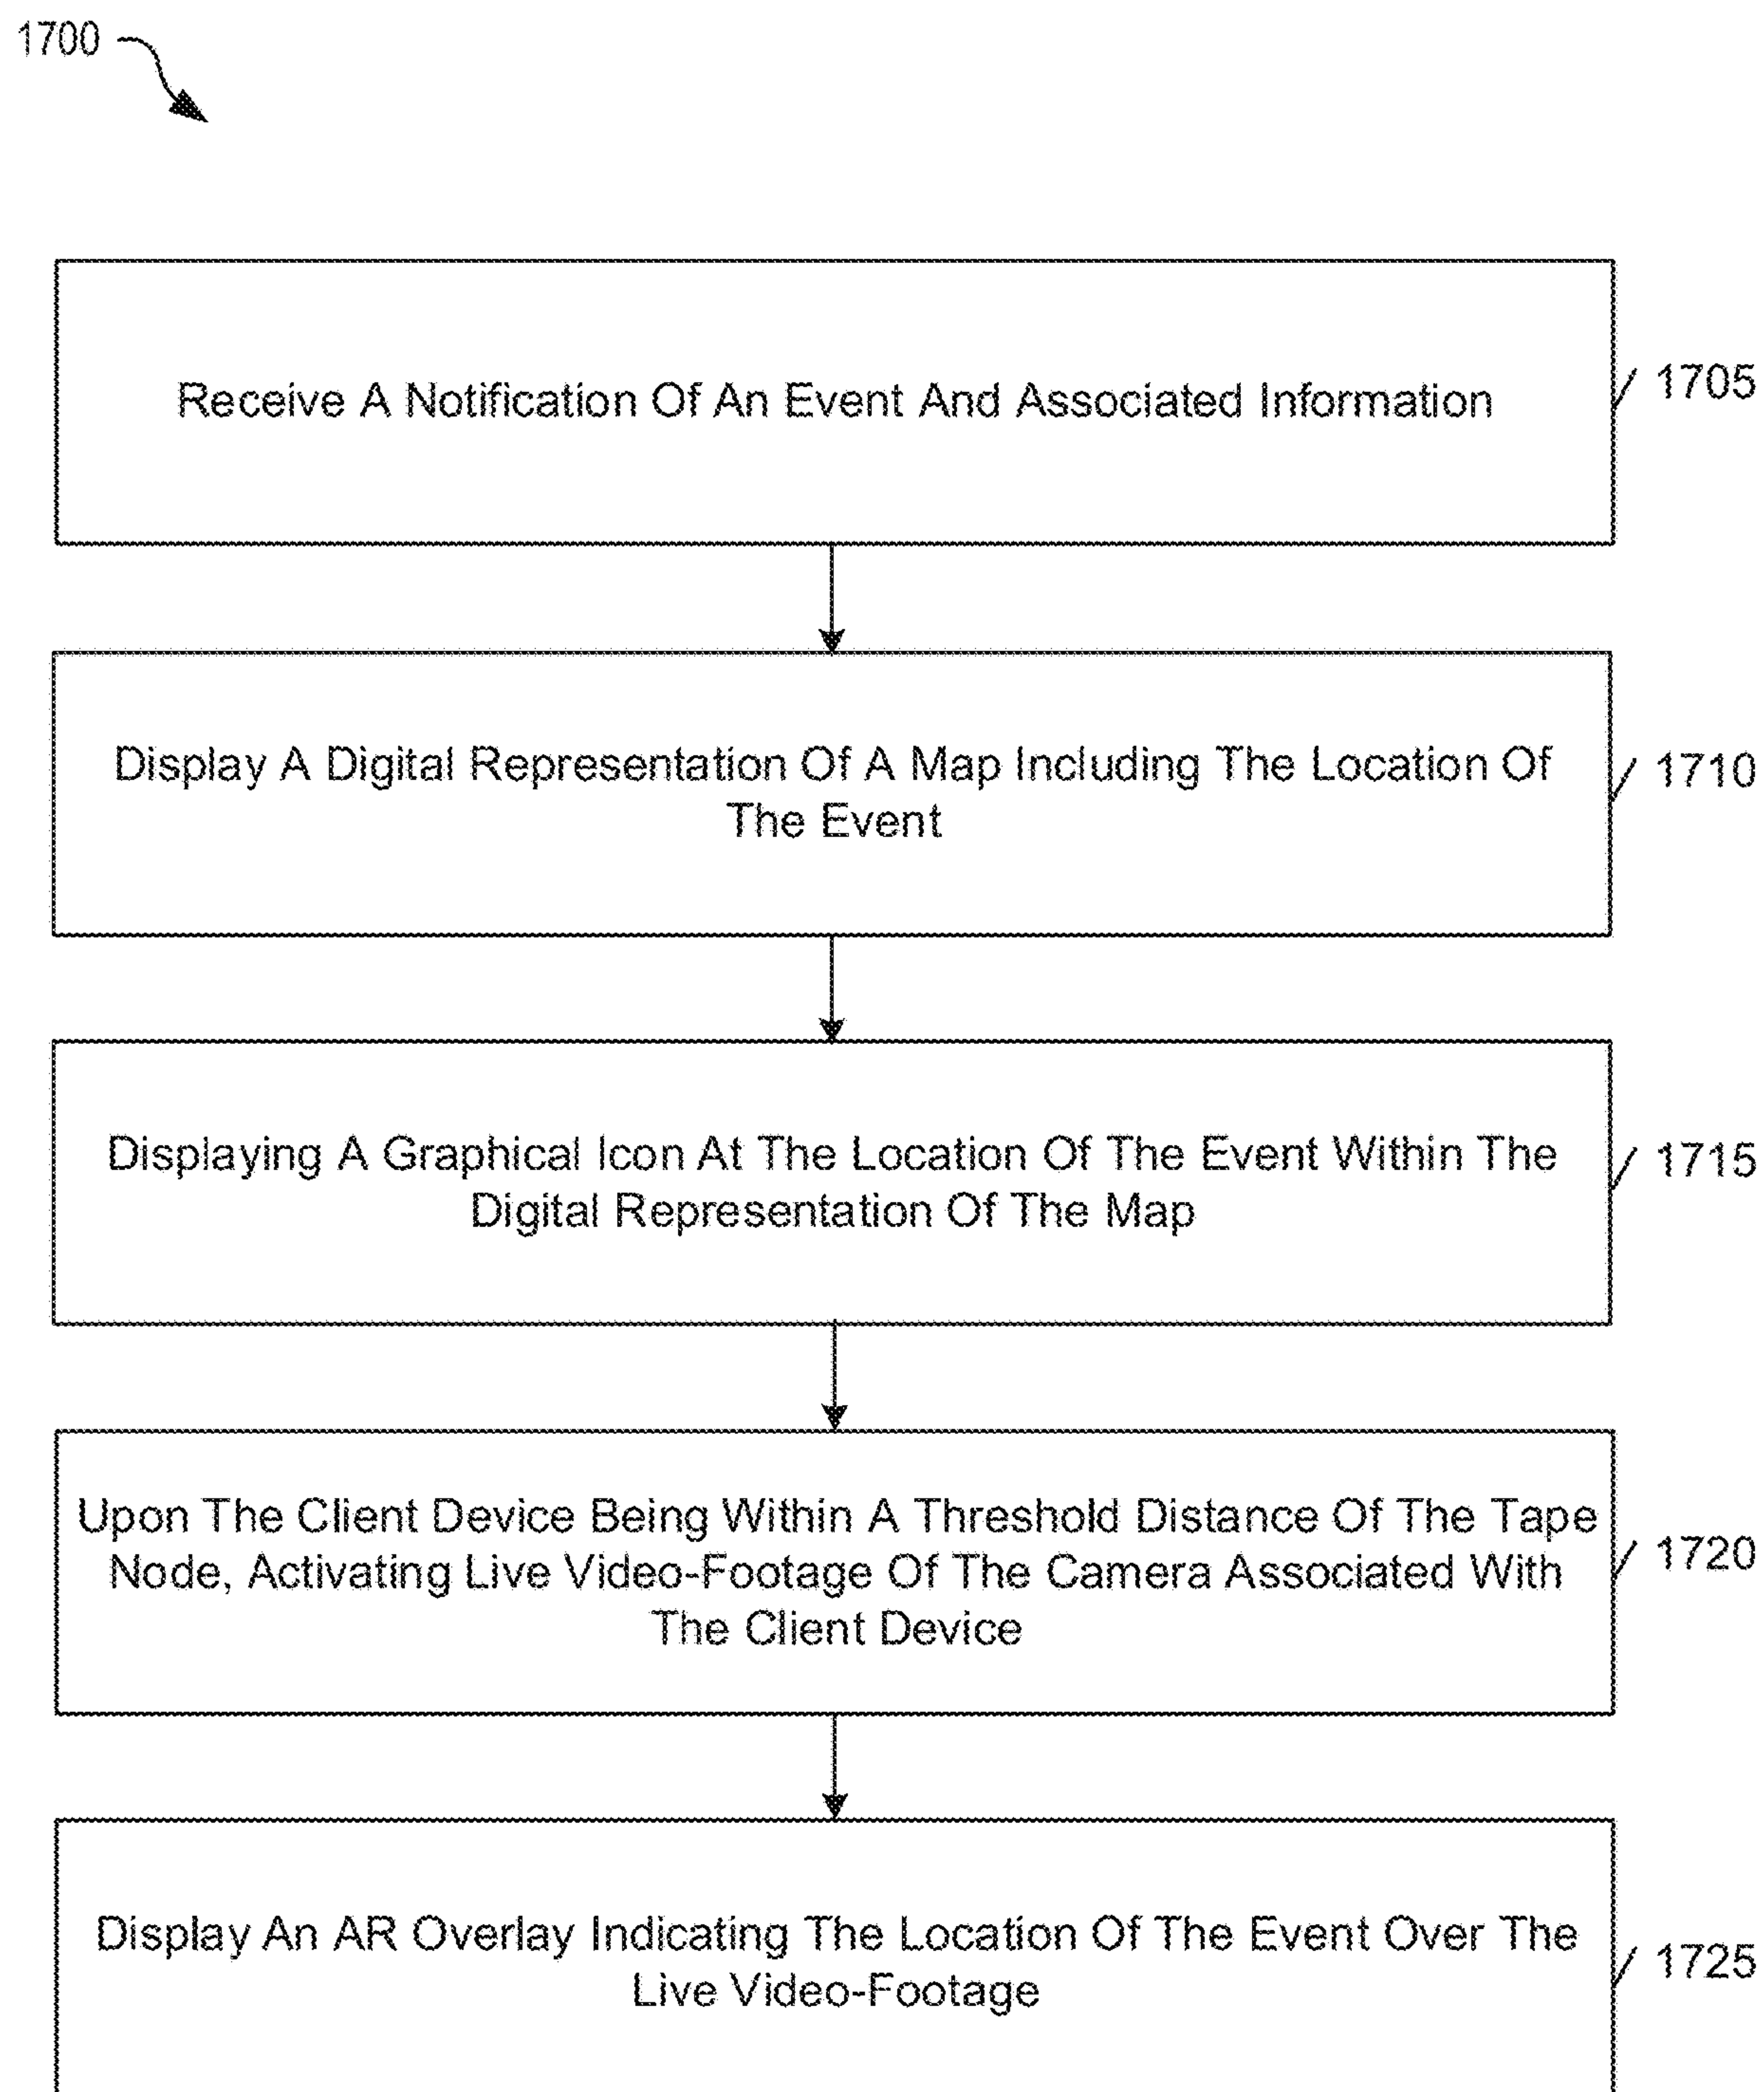 1700
Receive A Notification Of An Event And Associated Information
1705
Display A Digital Representation Of A Map Including The Location Of
The Event
1710
Displaying A Graphical Icon At The Location Of The Event Within The
Digital Representation Of The Map
1715
Upon The Client Device Being Within A Threshold Distance Of The Tape
Node, Activating Live Video-Footage Of The Camera Associated With
The Client Device
1720
Display An AR Overlay Indicating The Location Of The Event Over The
Live Video-Footage
1725